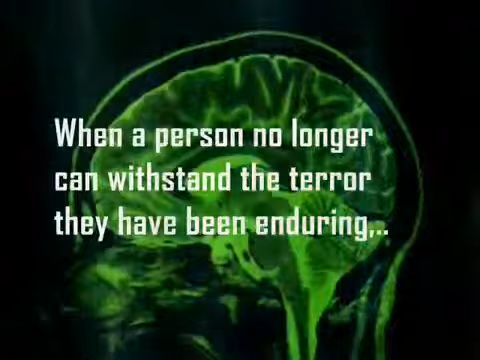 When a person no longer
can withstand the terror
they have been enduring,..